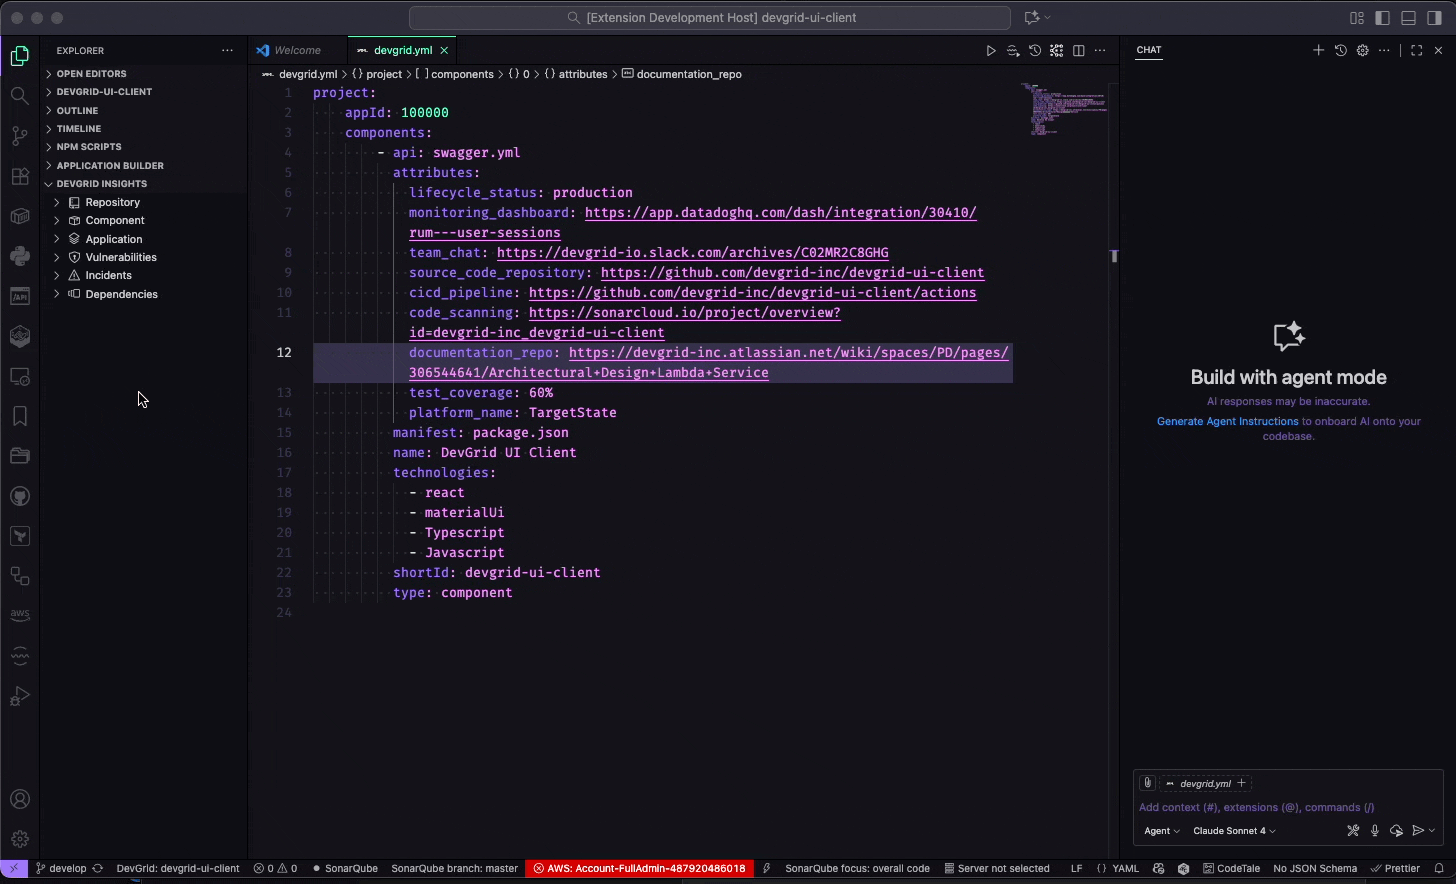 [Extension Development Host] devgrid-ui-client
EXPLORER
OPEN EDITORS
DEVGRID-UI-CLIENT
OUTLINE
TIMELINE
NPM SCRIPTS
APPLICATION BUILDER
DEVGRID INSIGHTS
Repository
Component
Application
Vulnerabilities
Incidents
Dependencies
/API
aws
Welcome
devgrid.yml
devgrid.yml > {} project > [ ] components > {} 0 > {} attributes > documentation_repo
1 project:
2 appId: 100000
3 components:
4 - api: swagger.yml
5 attributes:
6 lifecycle_status: production
7 monitoring_dashboard: https://app.datadoghq.com/dash/integration/30410/
rum---user-sessions
8 team_chat: https://devgrid-io.slack.com/archives/C02MR2C8GHG
9 source_code_repository: https://github.com/devgrid-inc/devgrid-ui-client
10 cicd_pipeline: https://github.com/devgrid-inc/devgrid-ui-client/actions
11 code_scanning: https://sonarcloud.io/project/overview?
id=devgrid-inc_devgrid-ui-client
12 documentation_repo: https://devgrid-inc.atlassian.net/wiki/spaces/PD/pages/
306544641/Architectural+Design+Lambda+Service
13 test_coverage: 60%
14 platform_name: TargetState
15 manifest: package.json
16 name: DevGrid UI Client
17 technologies:
18 - react
19 - materialUi
20 - Typescript
21 - Javascript
22 shortId: devgrid-ui-client
23 type: component
24
CHAT
Build with agent mode
AI responses may be inaccurate.
Generate Agent Instructions to onboard AI onto your
codebase.
devgrid.yml
Add context (#), extensions (@), commands (/)
Agent
Claude Sonnet 4
develop
DevGrid: devgrid-ui-client
0 0
SonarQube
SonarQube branch: master
AWS: Account-FullAdmin-487920486018
SonarQube focus: overall code
Server not selected
LF
{} YAML
CodeTale
No JSON Schema
Prettier